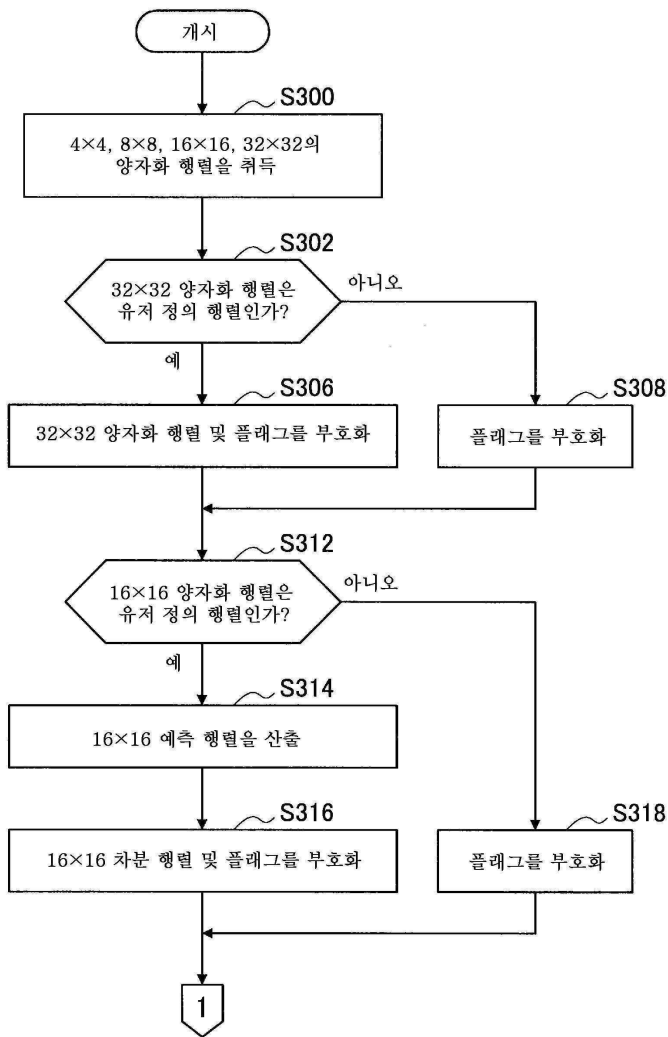 개시
S300
4×4, 8×8, 16×16, 32×32의
양자화 행렬을 취득
S302
32×32 양자화 행렬은
유저 정의 행렬인가?
아니오
예
S306
32×32 양자화 행렬 및 플래그를 부호화
S308
플래그를 부호화
S312
16×16 양자화 행렬은
유저 정의 행렬인가?
아니오
예
S314
16×16 예측 행렬을 산출
S316
16×16 차분 행렬 및 플래그를 부호화
S318
플래그를 부호화
1